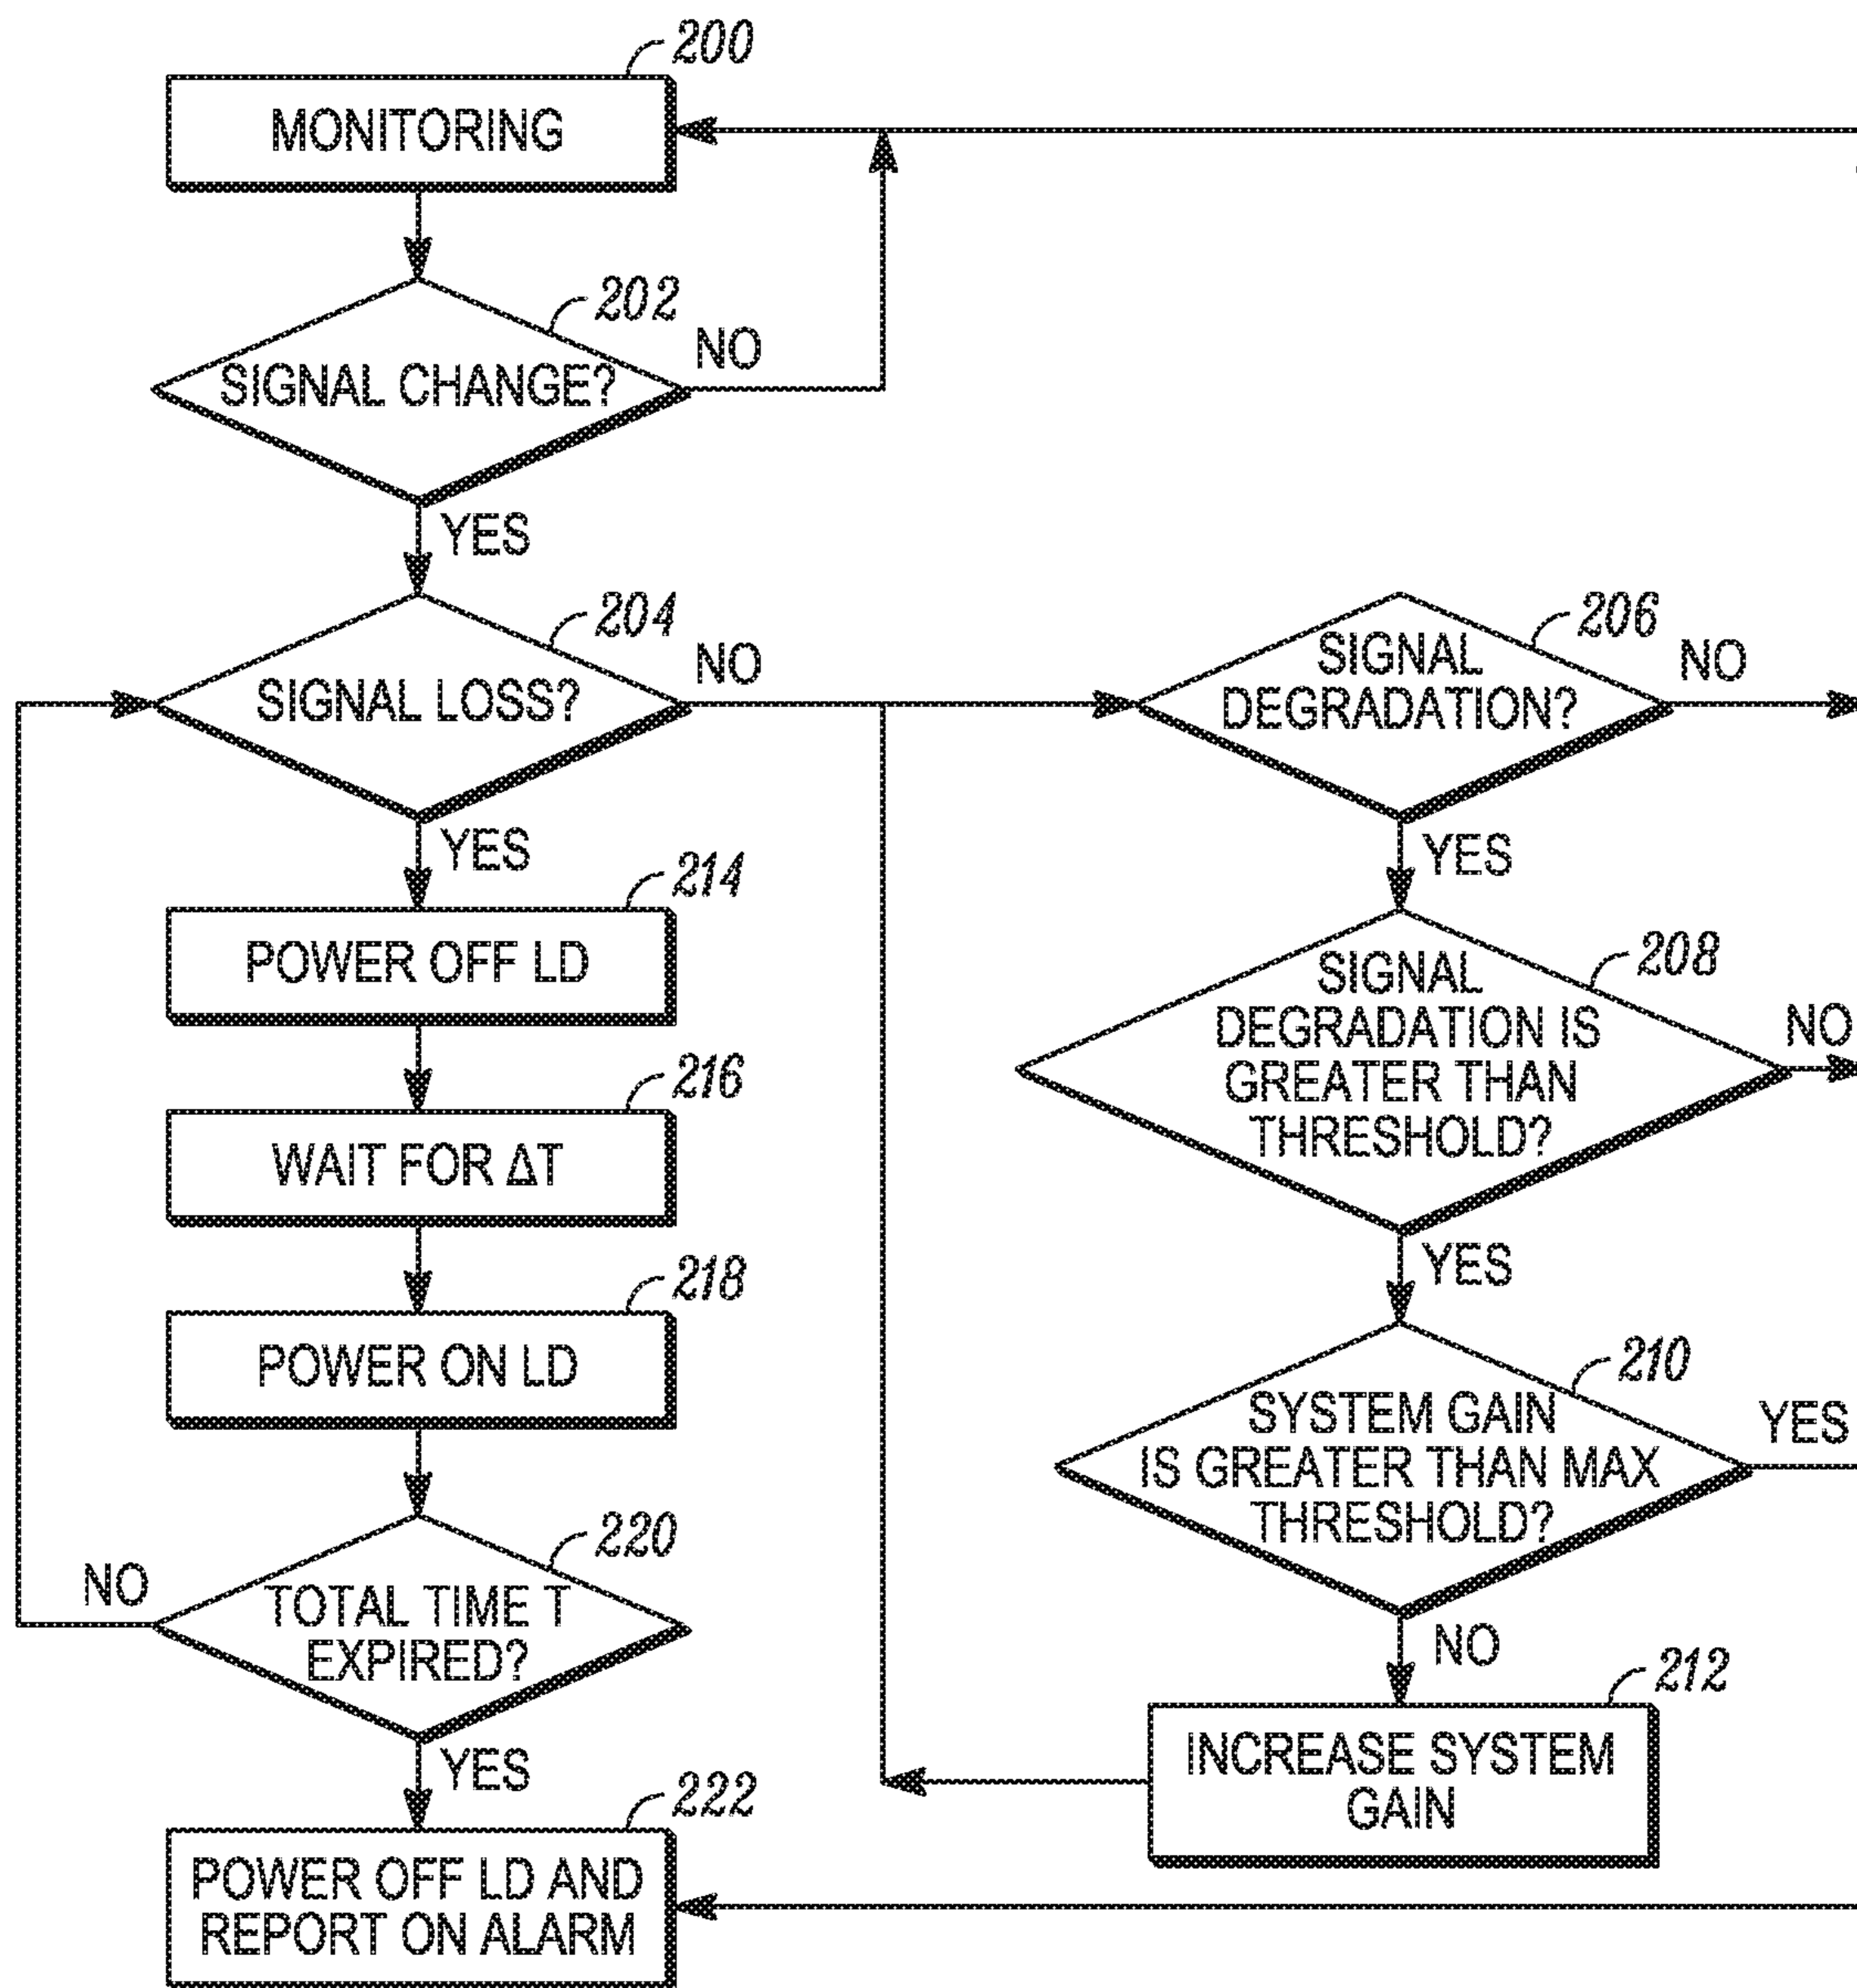 200
MONITORING
202
SIGNAL CHANGE?
NO
YES
204
SIGNAL LOSS?
NO
206
SIGNAL
DEGRADATION?
NO
YES
YES
214
POWER OFF LD
208
SIGNAL
DEGRADATION IS
GREATER THAN
THRESHOLD?
NO
216
WAIT FOR ΔT
YES
218
POWER ON LD
210
SYSTEM GAIN
IS GREATER THAN MAX
THRESHOLD?
YES
220
TOTAL TIME T
EXPIRED?
NO
NO
212
INCREASE SYSTEM
GAIN
YES
222
POWER OFF LD AND
REPORT ON ALARM